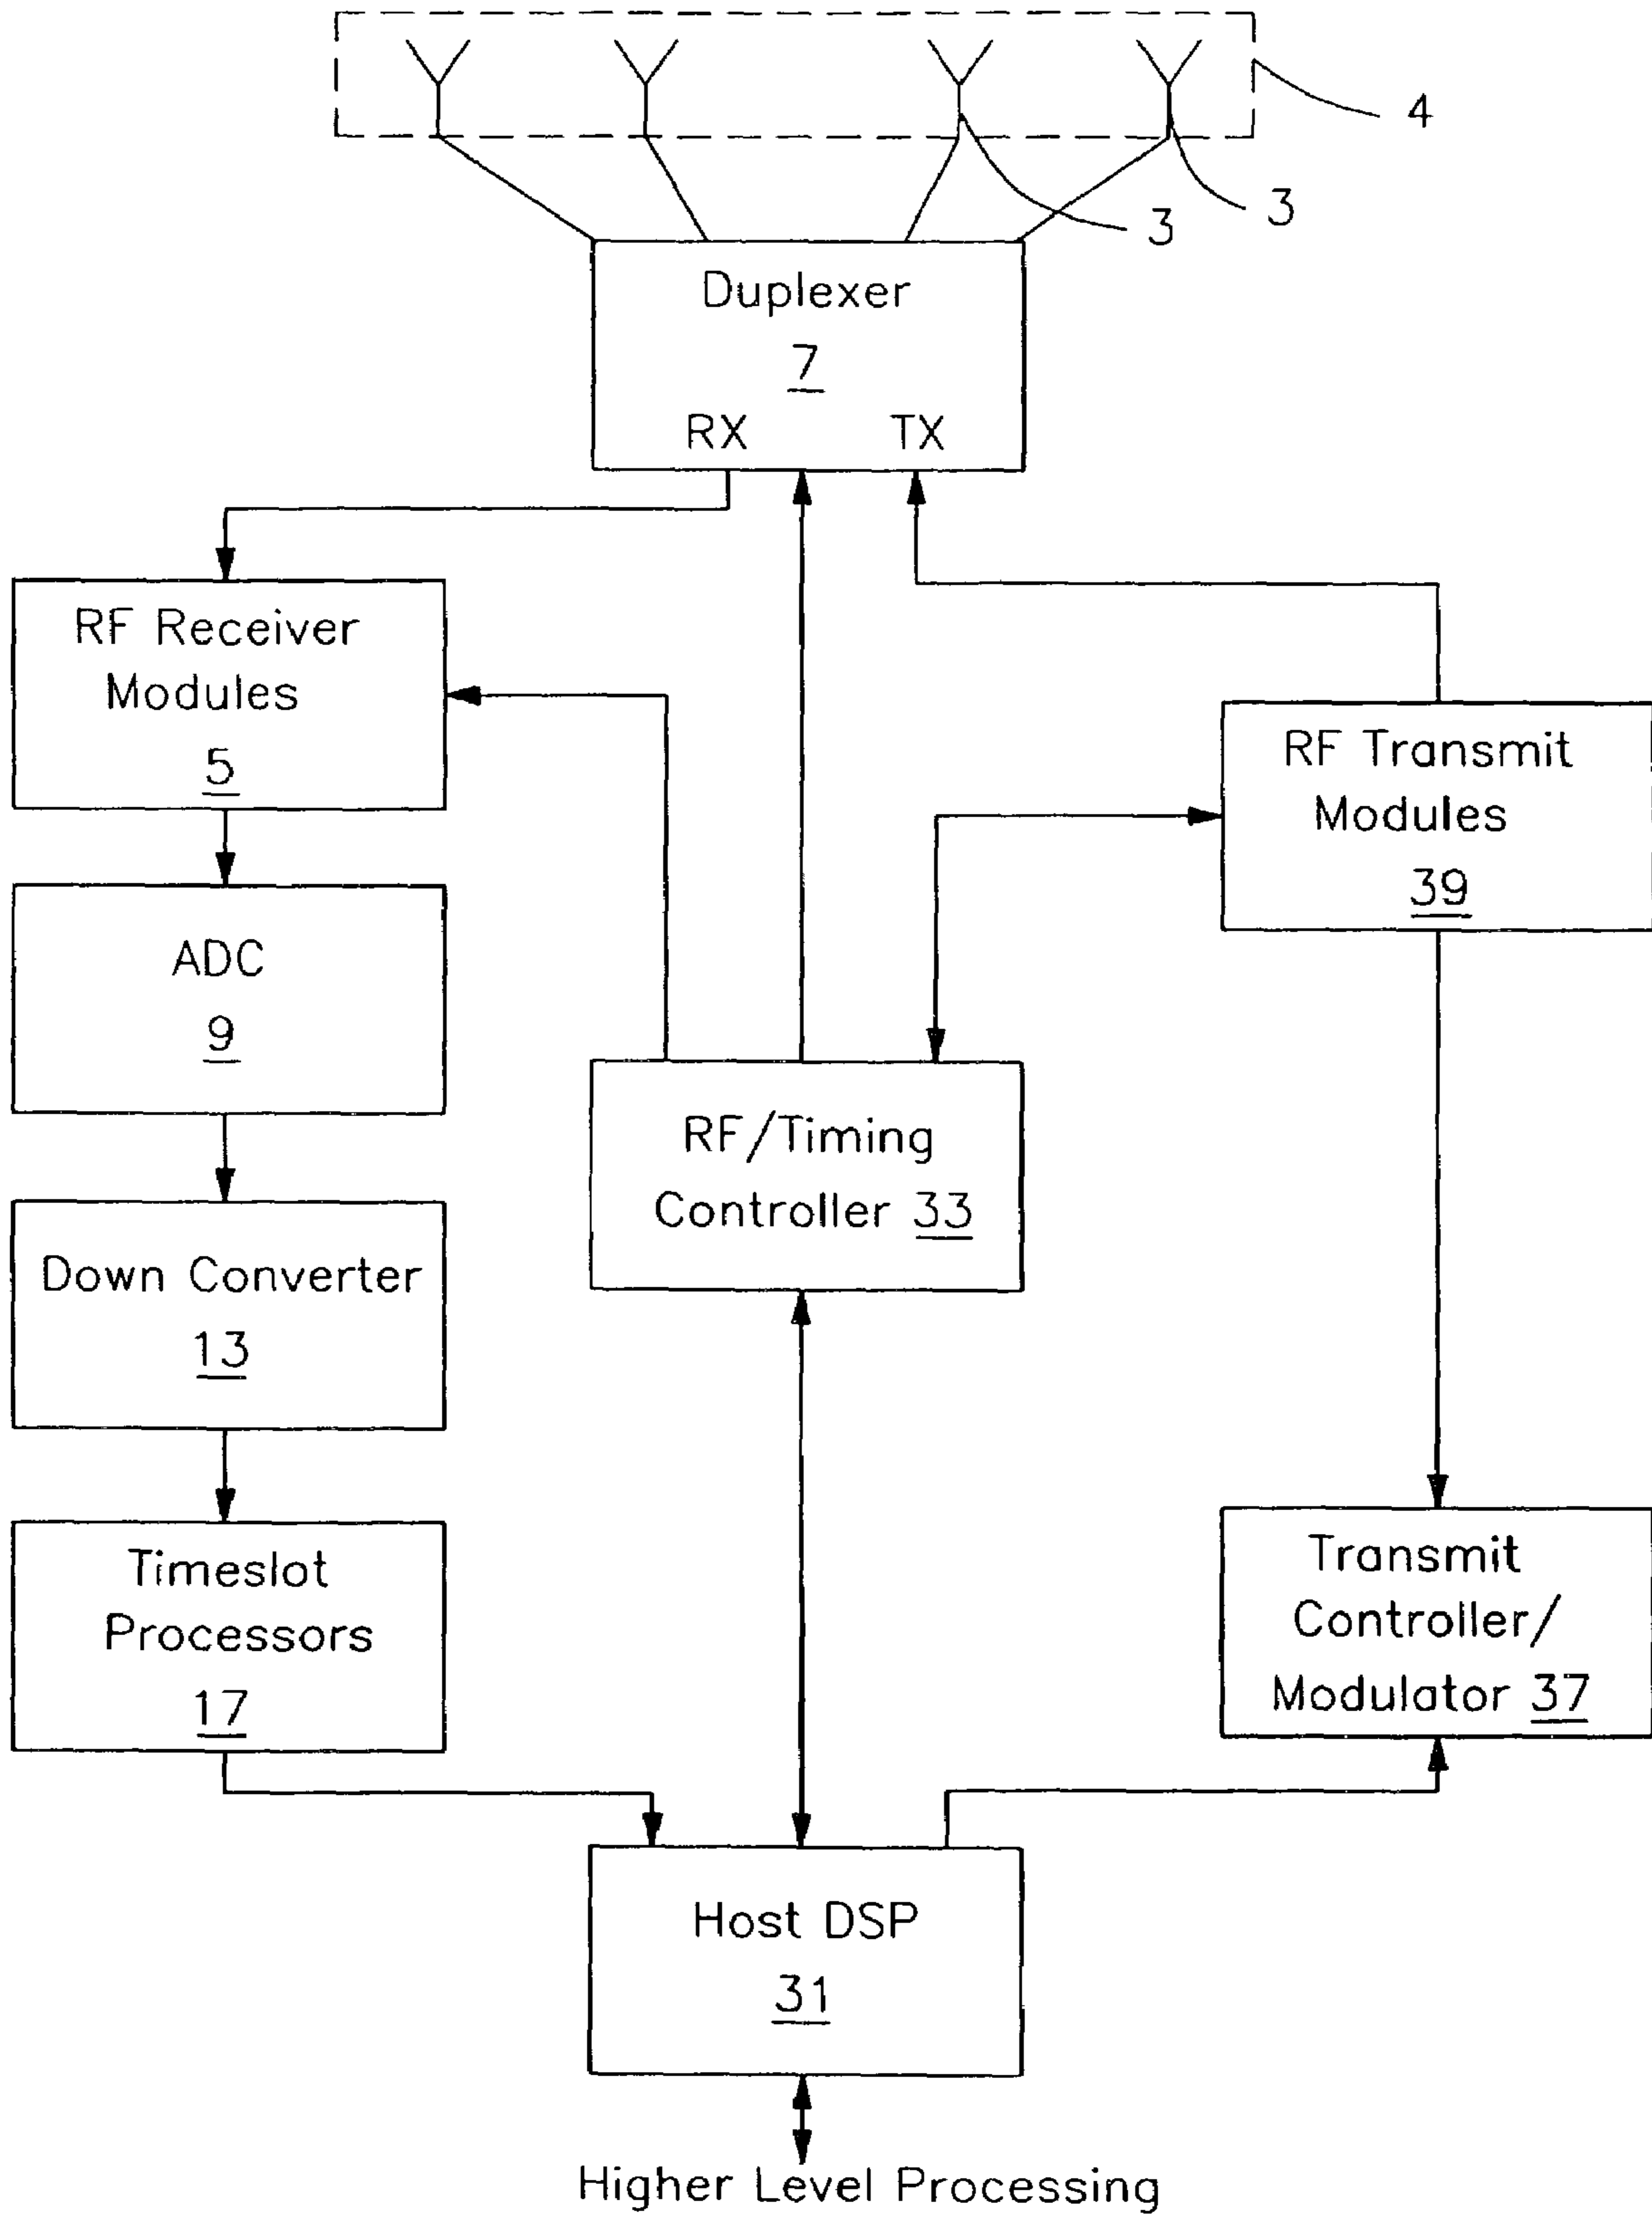 4
3
3
Duplexer
7
RX TX
RF Receiver
Modules
5
RF Transmit
Modules
39
ADC
9
RF/Timing
Controller 33
Down Converter
13
Timeslot
Processors
17
Transmit
Controller/
Modulator 37
Host DSP
31
Higher Level Processing